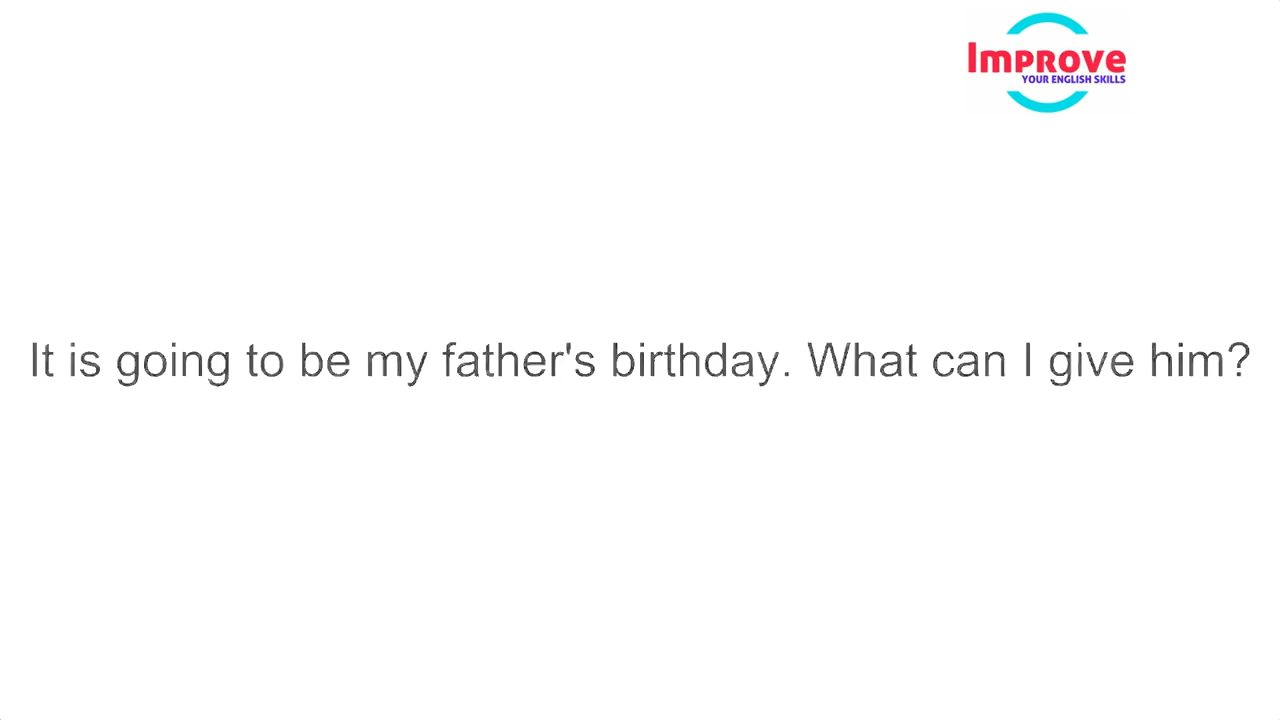 Improve
YOUR ENGLISH SKILLS
It is going to be my father's birthday. What can I give him?